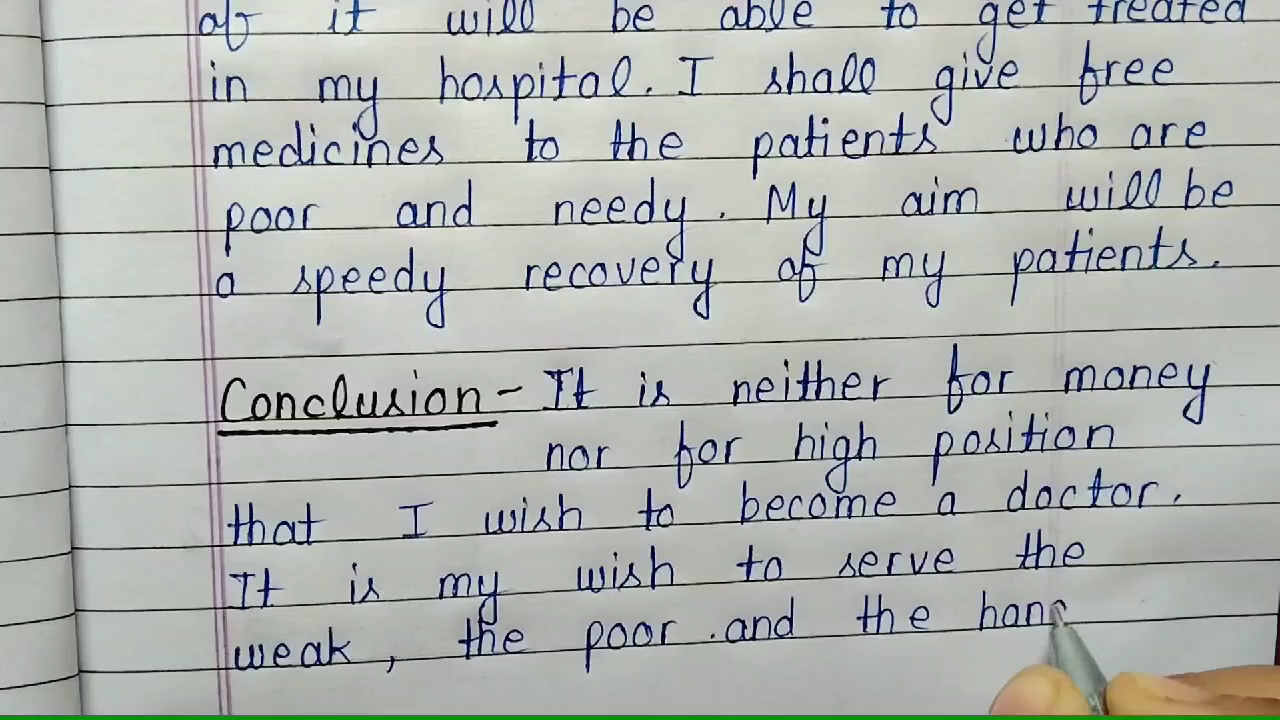 of it will be able to get treated
in my hospital. I shall give free
medicines to the patients who are
poor and needy. My aim will be
a speedy recovery of my patients.
Conclusion - It is neither for money
nor for high position
that I wish to become a doctor.
It is my wish to serve the
weak, the poor and the